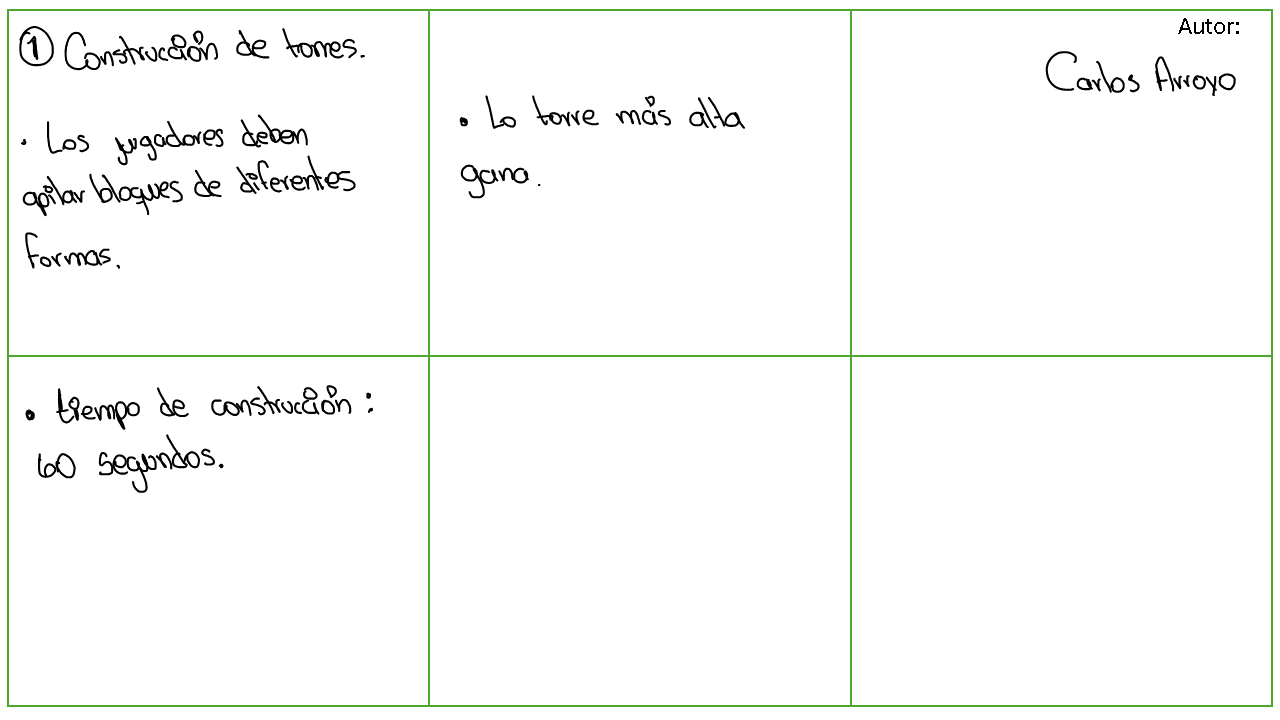 ① Construcción de torres.
• Los jugadores deben
apilar bloques de diferentes
formas.
• La torre más alta
gana.
Autor:
Carlos Arroyo
• tiempo de construcción:
60 segundos.